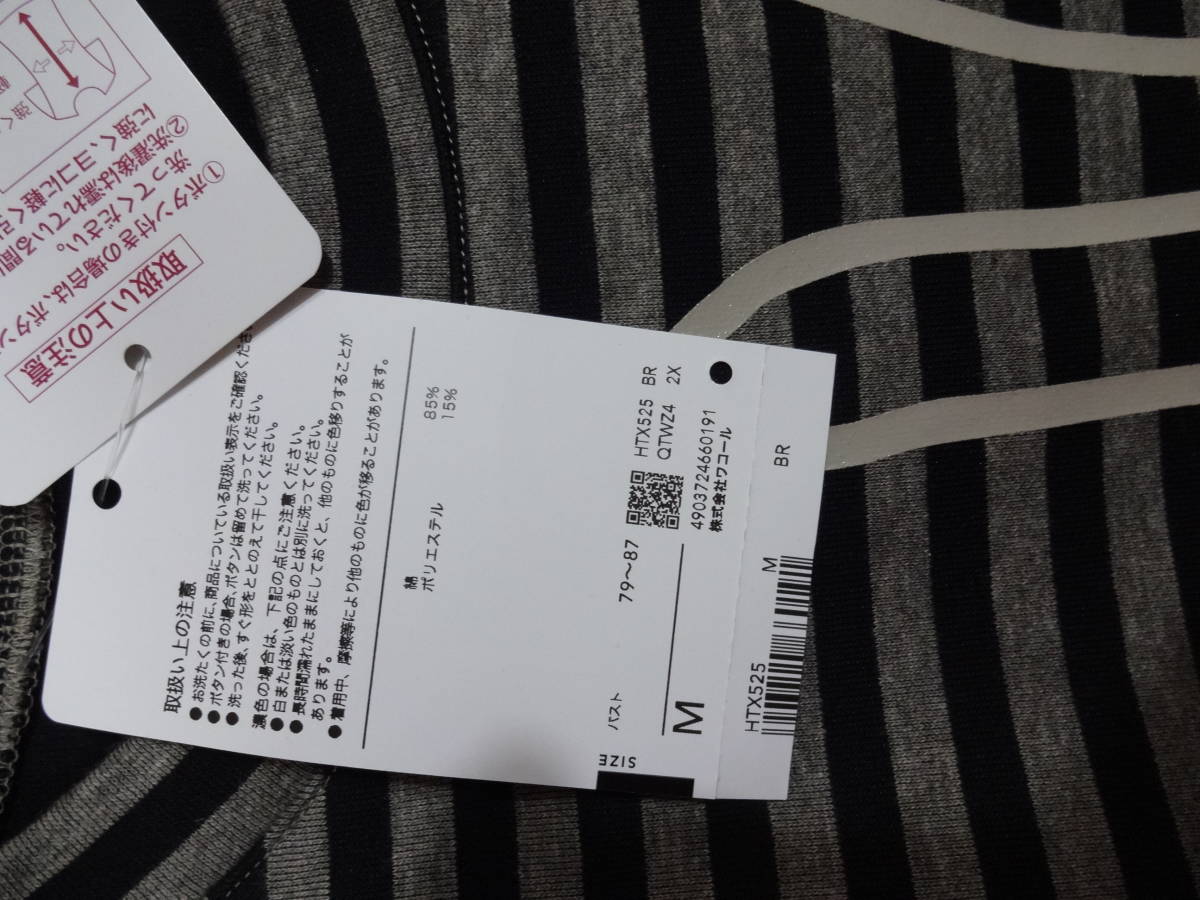 取扱い上の注意
①ボタン付きの場合は、ボタン
洗ってください。
②洗濯後は濡れている間に
に強く、ヨコに軽く
強く
取扱い上の注意
●お洗たくの前に、商品についている取扱い表示をご確認くださ
●ボタン付きの場合、ボタンは留めて洗ってください。
●洗った後、すぐ形をととのえて干してください。
濃色の場合は、下記の点にご注意ください。
●白または淡い色のものとは別に洗ってください。
●長時間濡れたままにしておくと、他のものに色移りすることが
あります。
●着用中、摩擦等により他のものに色が移ることがあります。
綿 85%
ポリエステル 15%
SIZE
バスト 79〜87
M
HTX525 BR
QTWZ4 2X
4903724660191
株式会社ワコール
HTX525 M BR